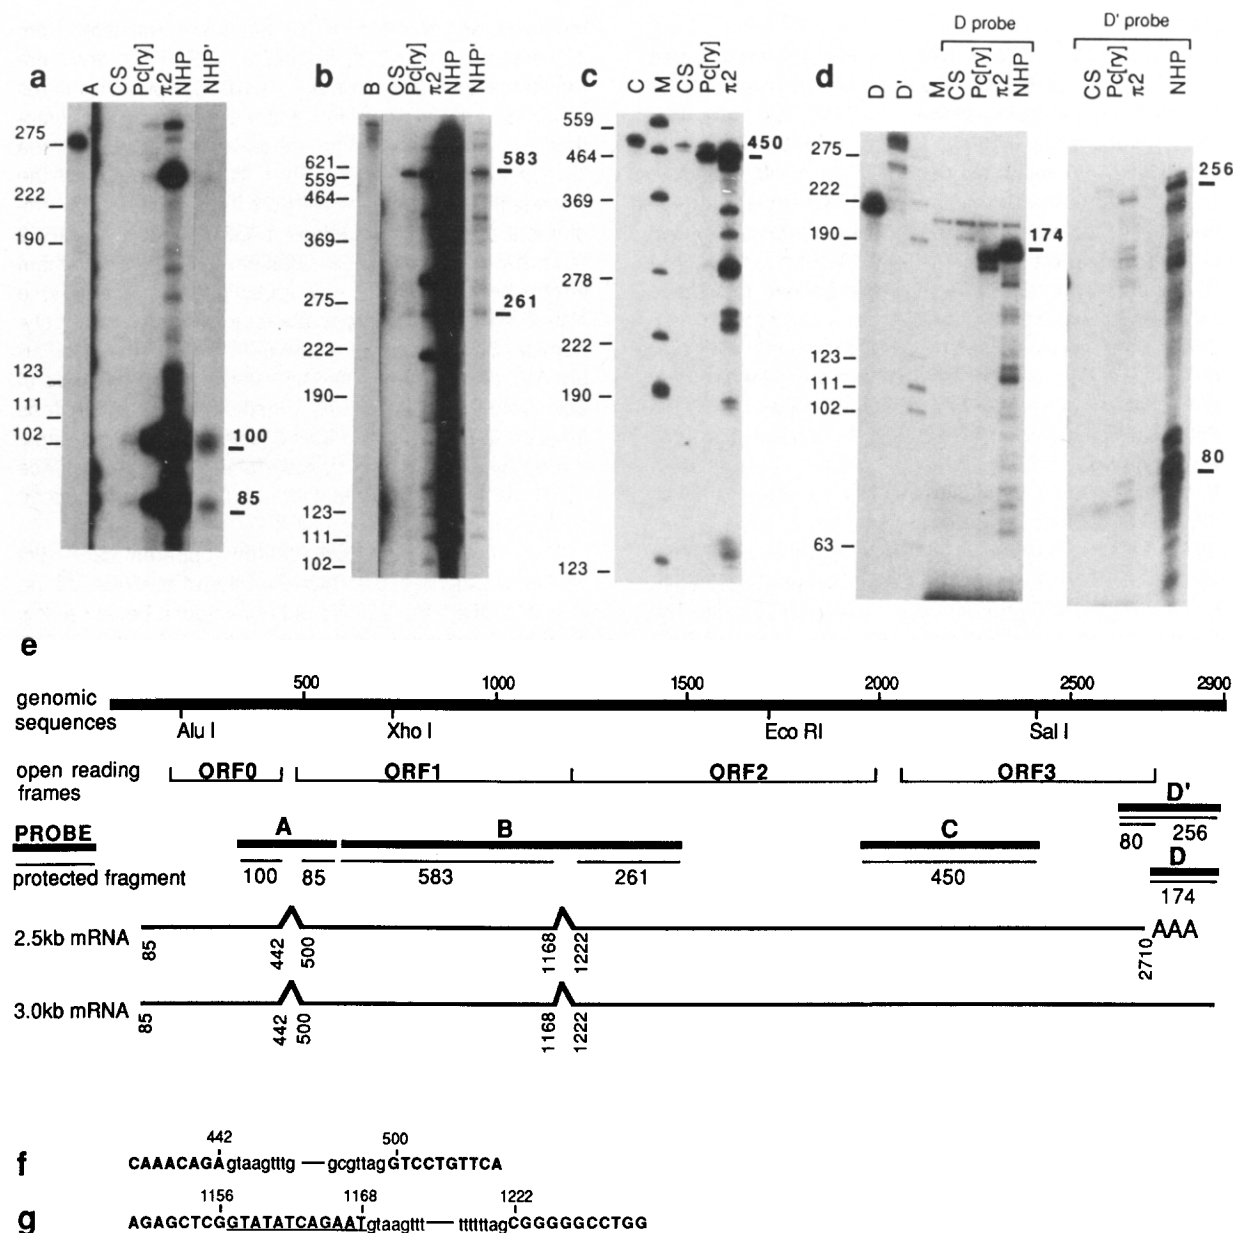 D probe
D' probe
a
A
CS
Pc[ry]
π2
NHP
NHP'
275
222
190
123
111
102
100
85
b
B
CS
Pc[ry]
π2
NHP
NHP'
621
559
464
369
275
222
190
123
111
102
583
261
c
C
M
CS
Pc[ry]
π2
559
464
369
278
222
190
123
450
d
D
D'
M
CS
Pc[ry]
π2
NHP
275
222
190
123
111
102
63
174
CS
Pc[ry]
π2
NHP
256
80
e
500 1000 1500 2000 2500 2900
genomic
sequences
Alu I Xho I Eco RI Sal I
open reading
frames
ORF0 ORF1 ORF2 ORF3
D'
80 256
PROBE
A B C D
protected fragment
100 85 583 261 450 174
2.5kb mRNA
AAA
85 442 500 1168 1222 2710
3.0kb mRNA
85 442 500 1168 1222
442 500
f
CAAACAGAgtaagtttg — gcgttagGTCCTGTTCA
1156 1168 1222
g
AGAGCTCGGTATATCAGAATgtaagttt — ttttttagCGGGGGCCTGG